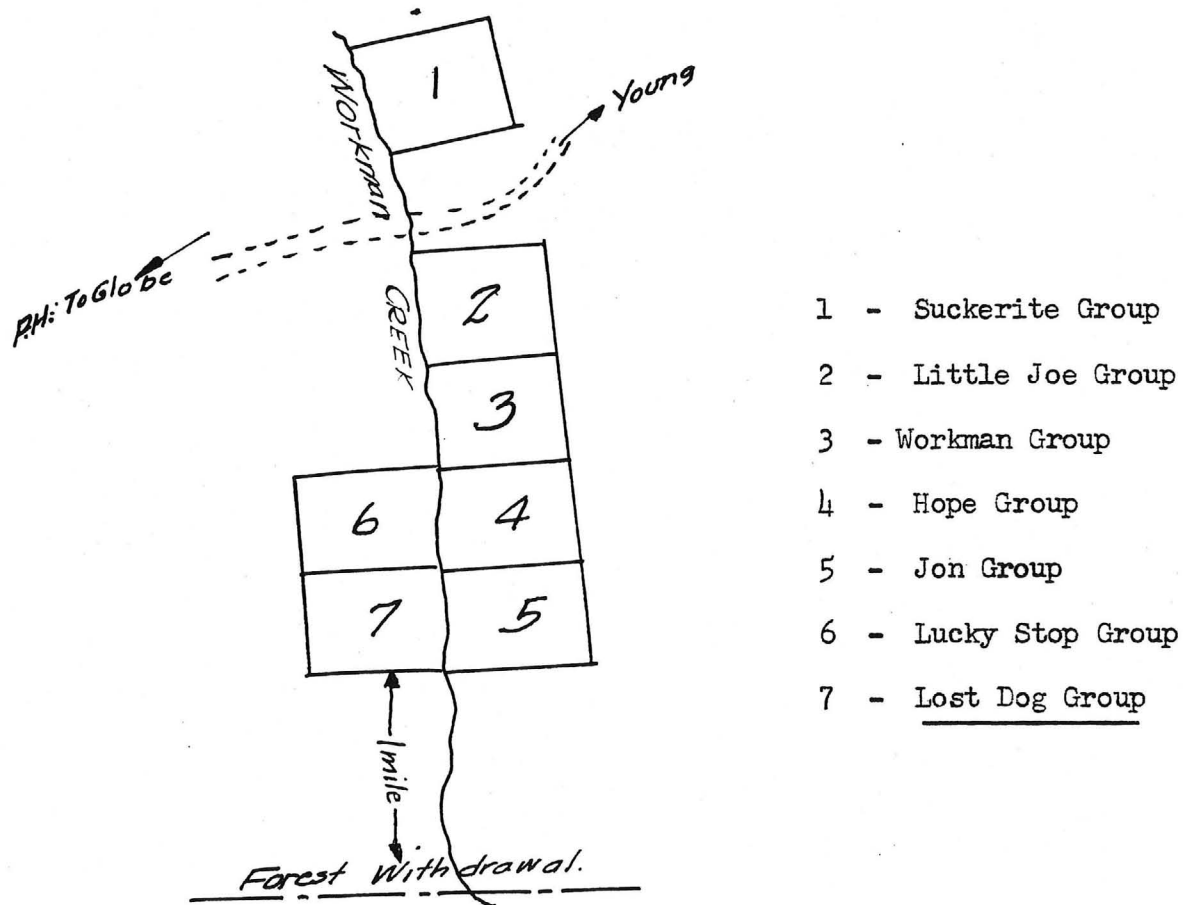 1
Young
Workman
CREEK
P.H: To Globe
2
3
6
4
7
5
1 mile
Forest Withdrawal.
1 - Suckerite Group
2 - Little Joe Group
3 - Workman Group
4 - Hope Group
5 - Jon Group
6 - Lucky Stop Group
7 - Lost Dog Group